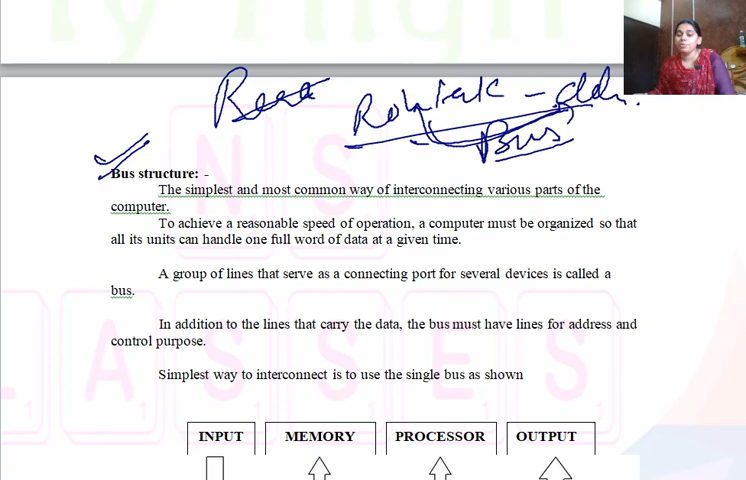 Bus
Bus structure: -
The simplest and most common way of interconnecting various parts of the
computer.
To achieve a reasonable speed of operation, a computer must be organized so that
all its units can handle one full word of data at a given time.
A group of lines that serve as a connecting port for several devices is called a
bus.
In addition to the lines that carry the data, the bus must have lines for address and
control purpose.
Simplest way to interconnect is to use the single bus as shown
INPUT MEMORY PROCESSOR OUTPUT